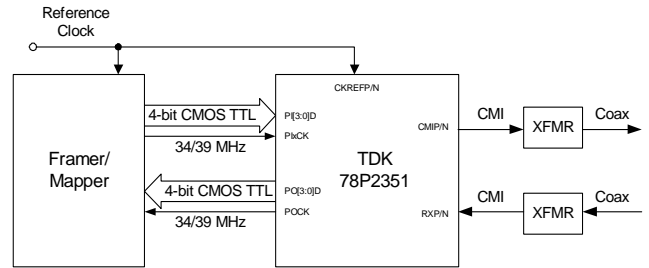 Reference
Clock
CKREFP/N
4-bit CMOS TTL
PI[3:0]D
PIxCK
34/39 MHz
CMIP/N
CMI
XFMR
Coax
Framer/
Mapper
TDK
78P2351
4-bit CMOS TTL
PO[3:0]D
POCK
34/39 MHz
RXP/N
CMI
XFMR
Coax